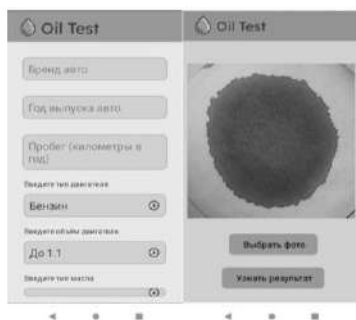 Oil Test
Бренд авто
Год выпуска авто
Пробег (километры в
год)
Введите тип двигателя
Бензин
Введите объём двигателя
До 1.1
Введите тип масла
Oil Test
Выбрать фото
Узнать результат